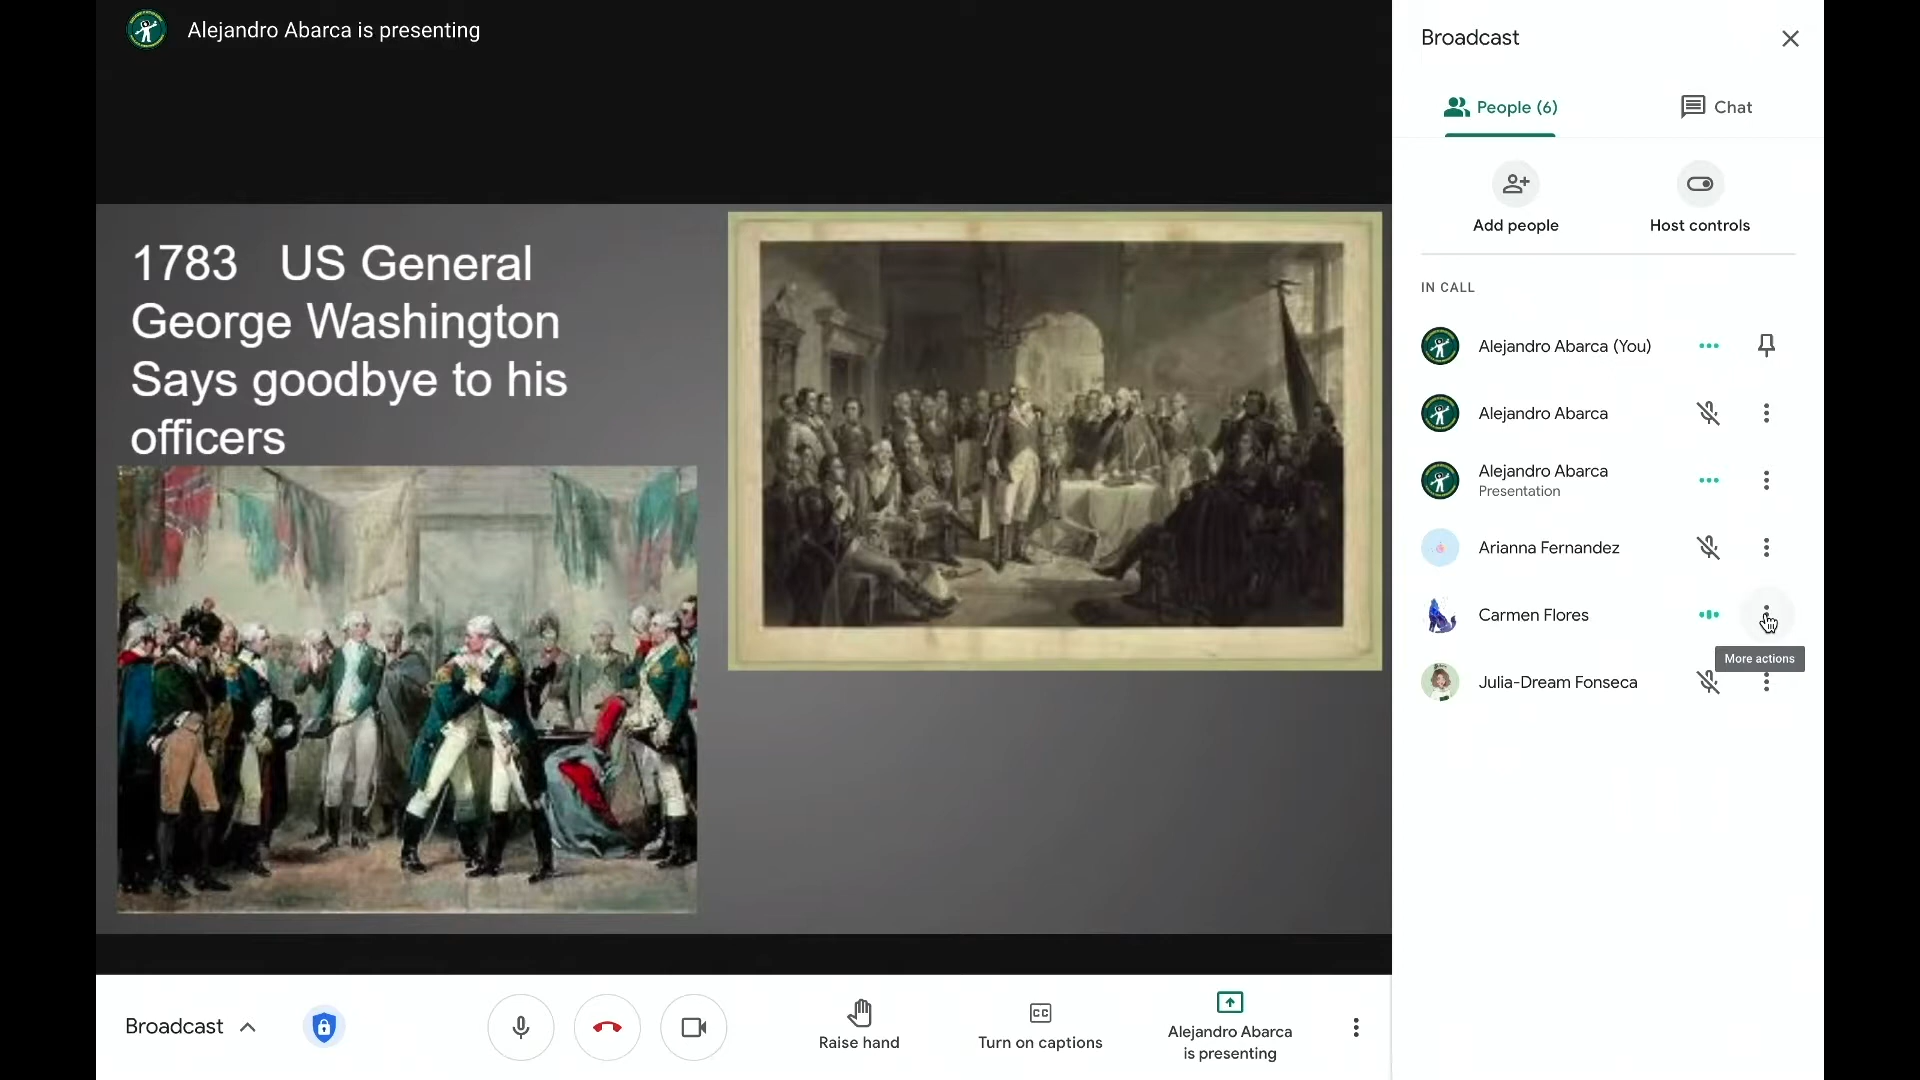 Alejandro Abarca is presenting
1783 US General
George Washington
Says goodbye to his
officers
Broadcast
Raise hand
CC
Turn on captions
Alejandro Abarca
is presenting
Broadcast
People (6)
Chat
Add people
Host controls
IN CALL
Alejandro Abarca (You)
Alejandro Abarca
Alejandro Abarca
Presentation
Arianna Fernandez
Carmen Flores
More actions
Julia-Dream Fonseca